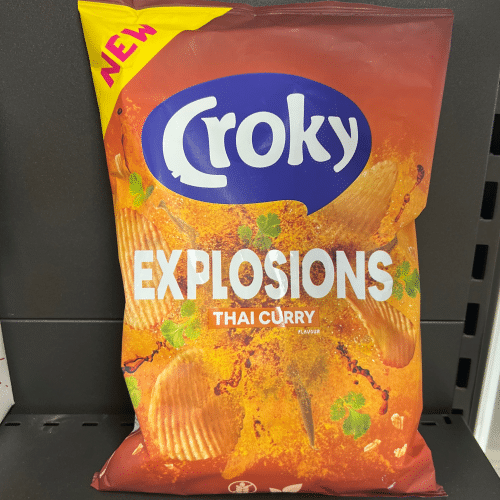 NEW
Croky
EXPLOSIONS
THAI CURRY
FLAVOUR